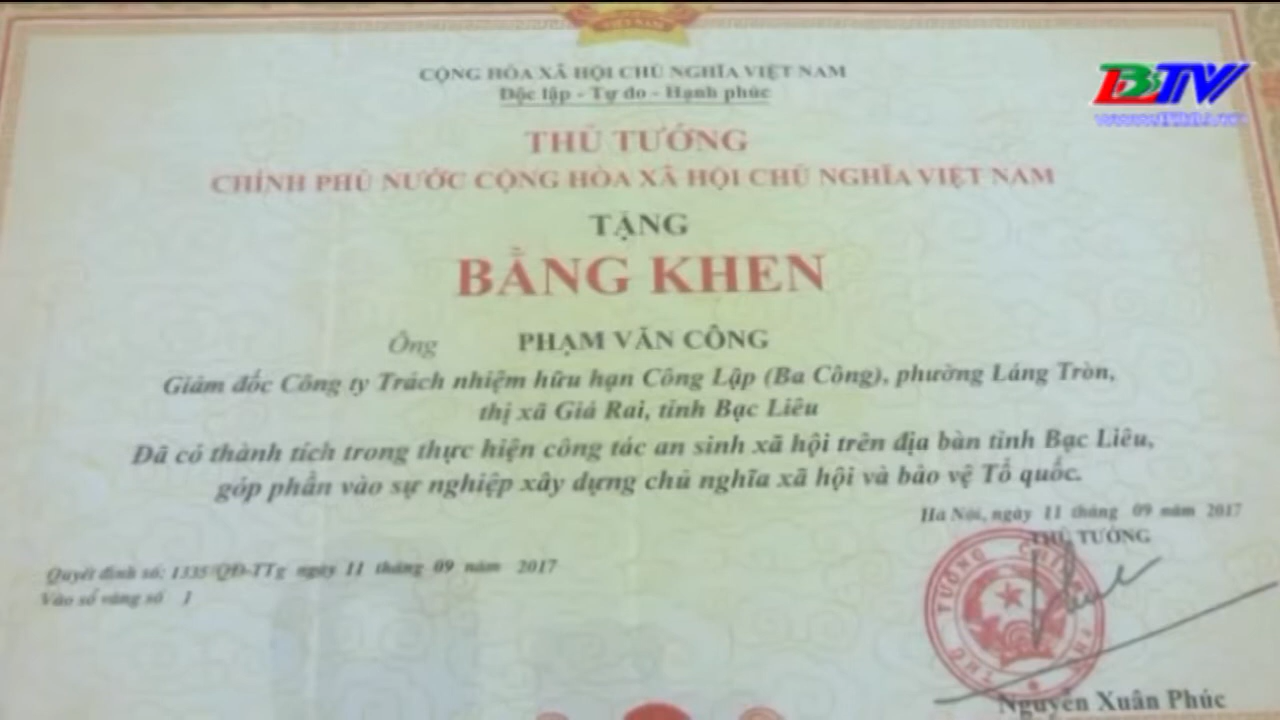 VIỆT NAM
CỘNG HÒA XÃ HỘI CHỦ NGHĨA VIỆT NAM
Độc lập - Tự do - Hạnh phúc
BTV
THỦ TƯỚNG
CHÍNH PHỦ NƯỚC CỘNG HÒA XÃ HỘI CHỦ NGHĨA VIỆT NAM
TẶNG
BẰNG KHEN
Ông PHẠM VĂN CÔNG
Giám đốc Công ty Trách nhiệm hữu hạn Công Lập (Ba Công), phường Láng Tròn,
thị xã Giá Rai, tỉnh Bạc Liêu
Đã có thành tích trong thực hiện công tác an sinh xã hội trên địa bàn tỉnh Bạc Liêu,
góp phần vào sự nghiệp xây dựng chủ nghĩa xã hội và bảo vệ Tổ quốc.
Hà Nội, ngày 11 tháng 09 năm 2017
THỦ TƯỚNG
Quyết định số: 1335/QĐ-TTg ngày 11 tháng 09 năm 2017
Vào sổ vàng số 1
THỦ TƯỚNG CHÍNH PHỦ
Nguyễn Xuân Phúc